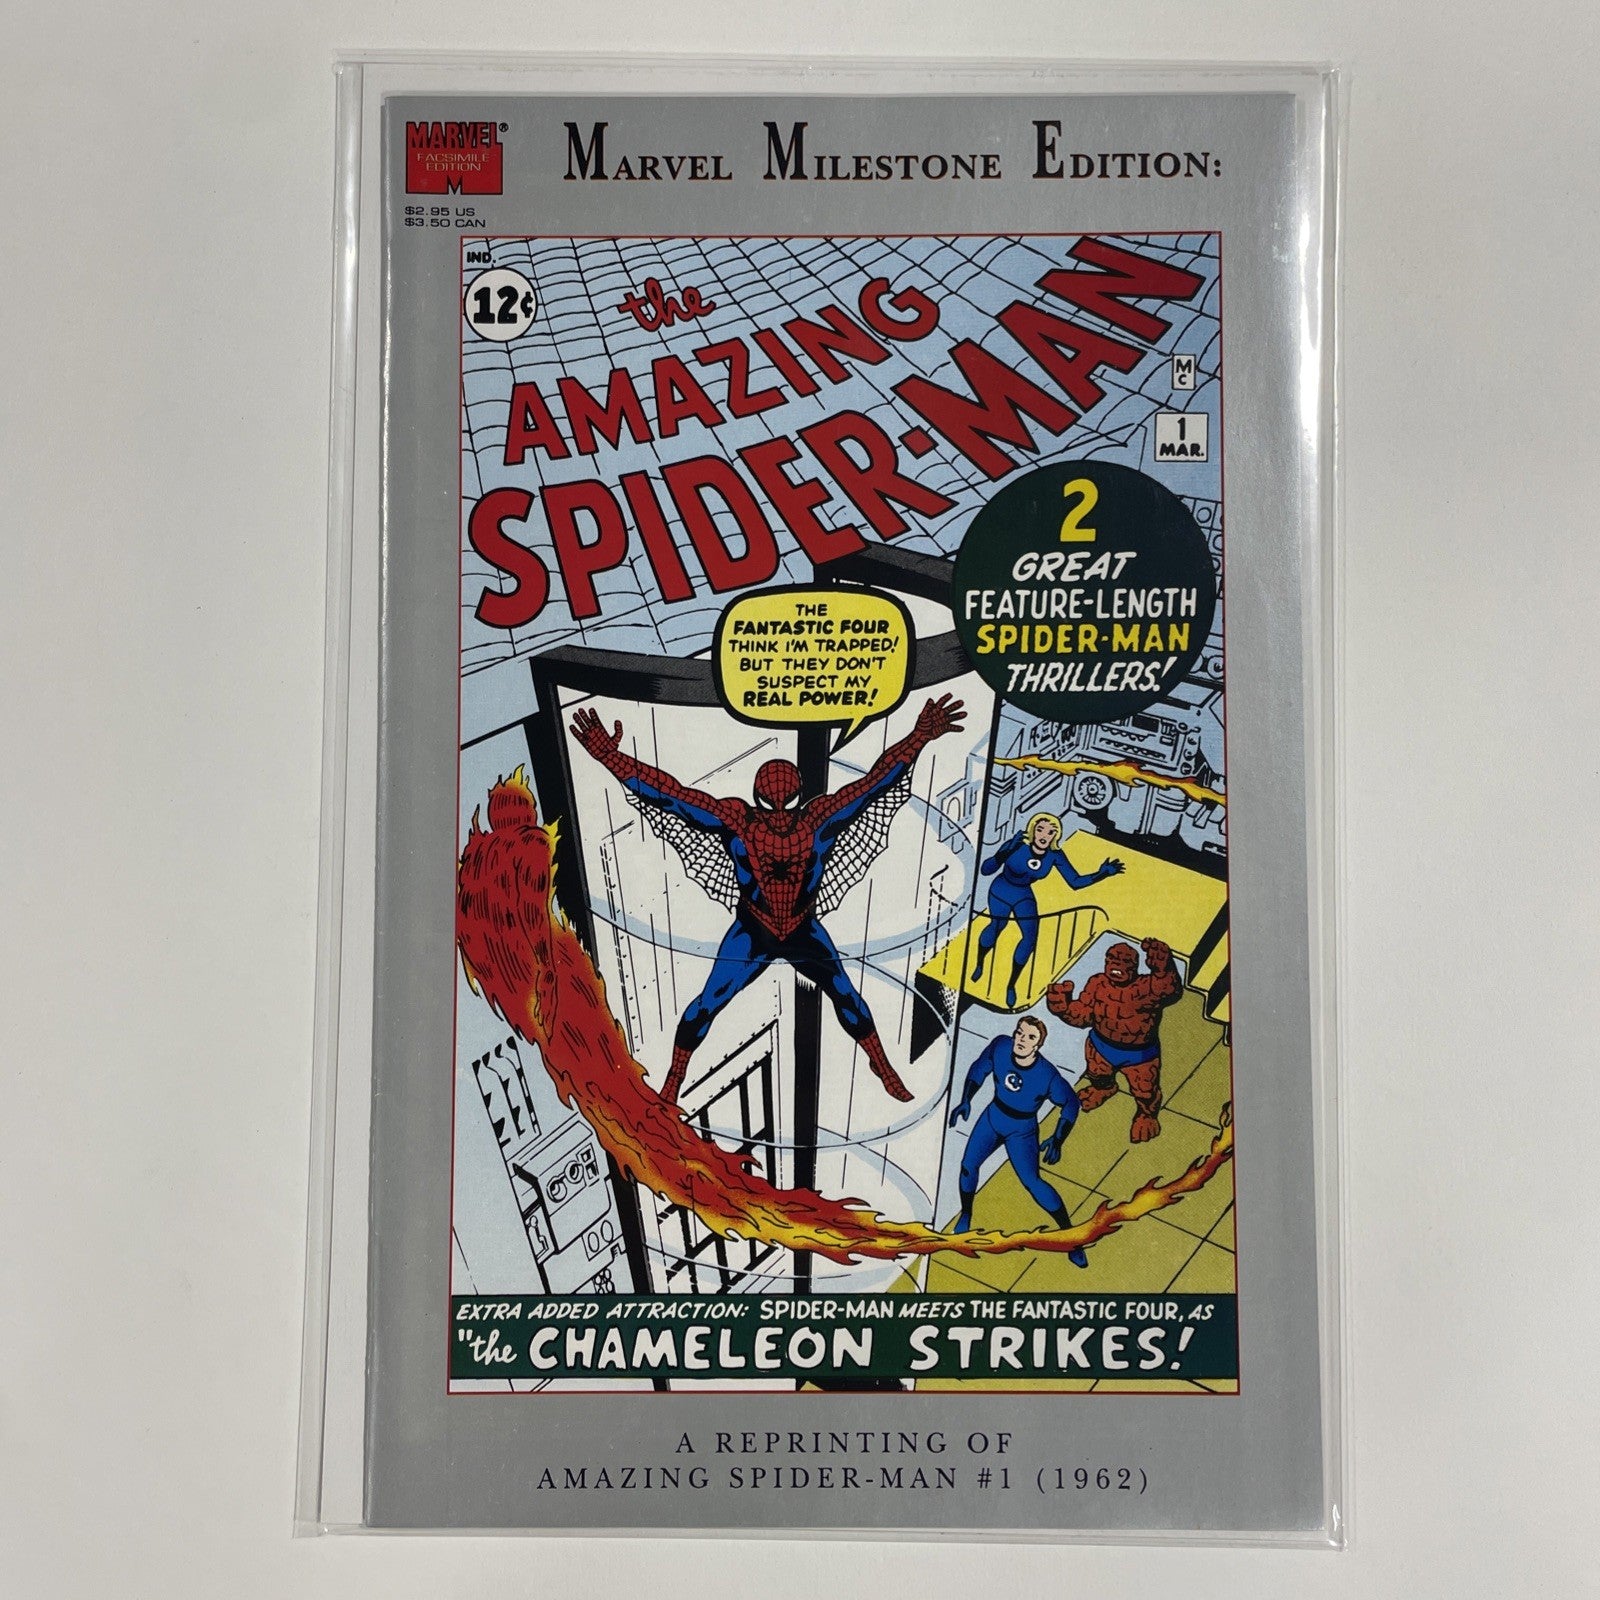 MARVEL®
FACSIMILE
EDITION
M
$2.95 US
$3.50 CAN
MARVEL MILESTONE EDITION:
IND.
12¢
the
AMAZING
SPIDER-MAN
M
C
1
MAR.
2
GREAT
FEATURE-LENGTH
SPIDER-MAN
THRILLERS!
THE
FANTASTIC FOUR
THINK I'M TRAPPED!
BUT THEY DON'T
SUSPECT MY
REAL POWER!
4
EXTRA ADDED ATTRACTION: SPIDER-MAN MEETS THE FANTASTIC FOUR, AS
"the CHAMELEON STRIKES!
A REPRINTING OF
AMAZING SPIDER-MAN #1 (1962)